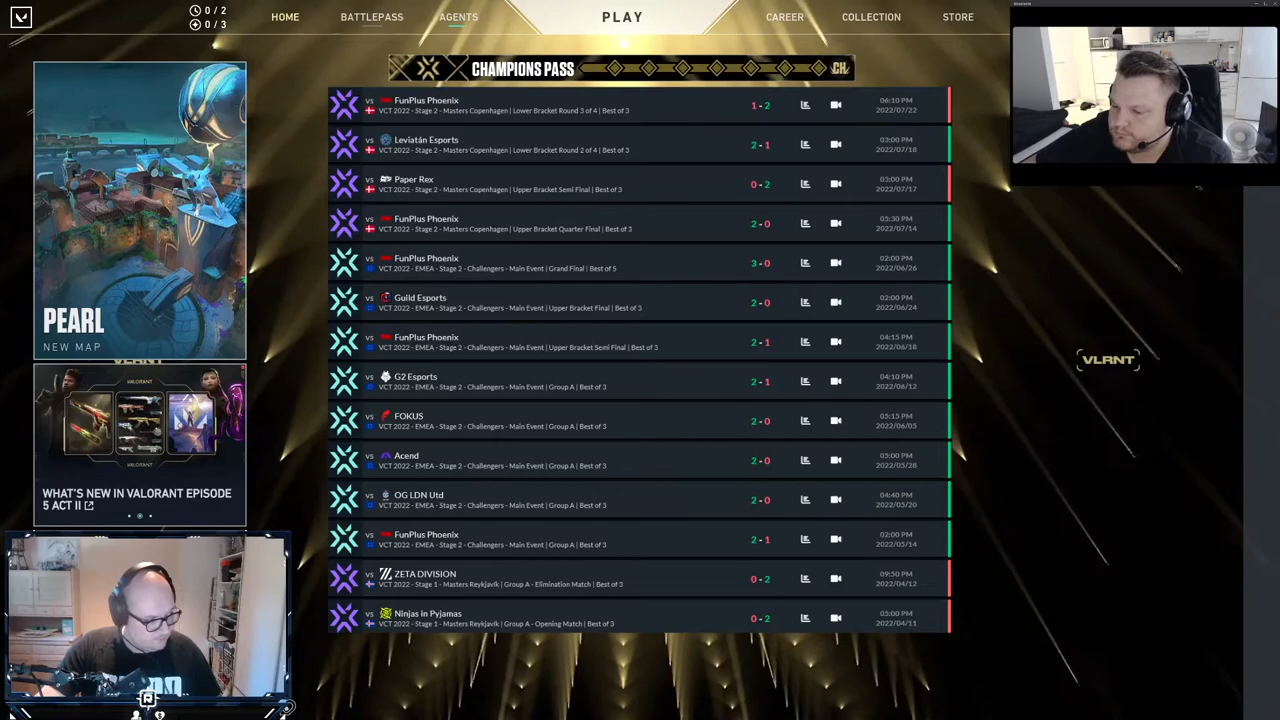 0 / 2
0 / 3
HOME
BATTLEPASS
AGENTS
PLAY
CAREER
COLLECTION
STORE
CHAMPIONS PASS
vs FunPlus Phoenix
VCT 2022 - Stage 2 - Masters Copenhagen | Lower Bracket Round 3 of 4 | Best of 3
1 - 2
06:10 PM
2022/07/22
vs Leviatán Esports
VCT 2022 - Stage 2 - Masters Copenhagen | Lower Bracket Round 2 of 4 | Best of 3
2 - 1
03:00 PM
2022/07/18
vs Paper Rex
VCT 2022 - Stage 2 - Masters Copenhagen | Upper Bracket Semi Final | Best of 3
0 - 2
03:00 PM
2022/07/17
vs FunPlus Phoenix
VCT 2022 - Stage 2 - Masters Copenhagen | Upper Bracket Quarter Final | Best of 3
2 - 0
05:30 PM
2022/07/14
vs FunPlus Phoenix
VCT 2022 - EMEA - Stage 2 - Challengers - Main Event | Grand Final | Best of 5
3 - 0
02:00 PM
2022/06/26
vs Guild Esports
VCT 2022 - EMEA - Stage 2 - Challengers - Main Event | Upper Bracket Final | Best of 3
2 - 0
02:00 PM
2022/06/24
vs FunPlus Phoenix
VCT 2022 - EMEA - Stage 2 - Challengers - Main Event | Upper Bracket Semi Final | Best of 3
2 - 1
04:15 PM
2022/06/18
vs G2 Esports
VCT 2022 - EMEA - Stage 2 - Challengers - Main Event | Group A | Best of 3
2 - 1
04:10 PM
2022/06/12
vs FOKUS
VCT 2022 - EMEA - Stage 2 - Challengers - Main Event | Group A | Best of 3
2 - 0
05:15 PM
2022/06/05
vs Acend
VCT 2022 - EMEA - Stage 2 - Challengers - Main Event | Group A | Best of 3
2 - 0
05:00 PM
2022/05/28
vs OG LDN Utd
VCT 2022 - EMEA - Stage 2 - Challengers - Main Event | Group A | Best of 3
2 - 0
04:40 PM
2022/05/20
vs FunPlus Phoenix
VCT 2022 - EMEA - Stage 2 - Challengers - Main Event | Group A | Best of 3
2 - 1
02:00 PM
2022/05/14
vs ZETA DIVISION
VCT 2022 - Stage 1 - Masters Reykjavík | Group A - Elimination Match | Best of 3
0 - 2
09:50 PM
2022/04/12
vs Ninjas in Pyjamas
VCT 2022 - Stage 1 - Masters Reykjavík | Group A - Opening Match | Best of 3
0 - 2
05:00 PM
2022/04/11
PEARL
NEW MAP
VALORANT
WHAT'S NEW IN VALORANT EPISODE
5 ACT II
VLRNT